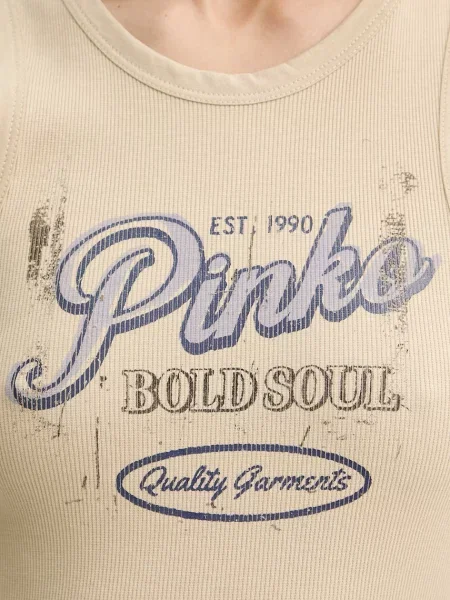 EST. 1990
Pinko
BOLD SOUL
Quality Garments